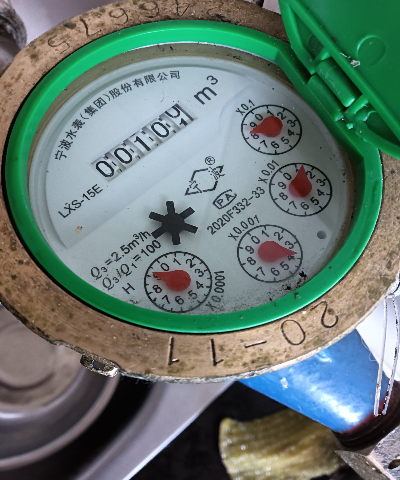 宁波水表(集团)股份有限公司
m³
LXS-15E
®
PA
2020F332-33
Q₃=2.5m³/h
Q₃/Q₁=100
H
X0.1
X0.01
X0.001
X0.0001
20-11